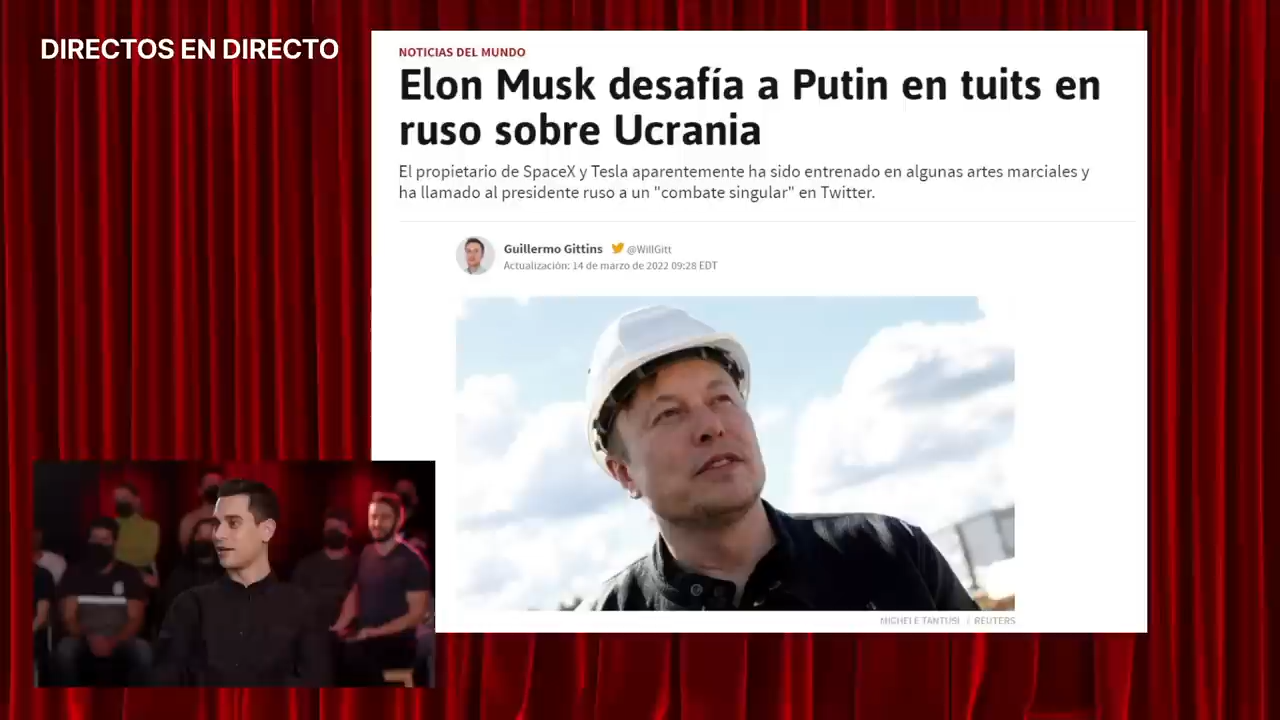 DIRECTOS EN DIRECTO
NOTICIAS DEL MUNDO
Elon Musk desafía a Putin en tuits en
ruso sobre Ucrania
El propietario de SpaceX y Tesla aparentemente ha sido entrenado en algunas artes marciales y
ha llamado al presidente ruso a un "combate singular" en Twitter.
Guillermo Gittins @WillGitt
Actualización: 14 de marzo de 2022 09:28 EDT
MICHELE TANTUSI / REUTERS